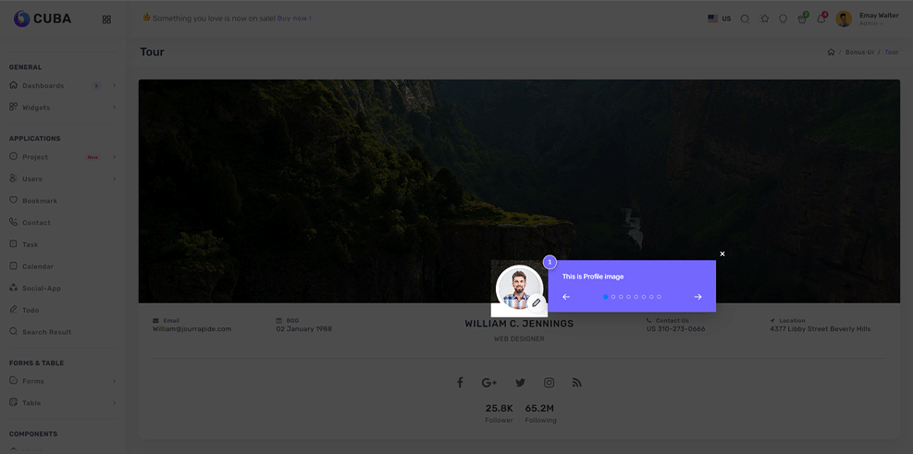 CUBA
Something you love is now on sale! Buy now !
US
Emay Walter
Admin
Tour
/ Bonus-Ui / Tour
GENERAL
Dashboards
Widgets
APPLICATIONS
Project New
Users
Bookmark
Contact
Task
Calendar
Social-App
Todo
Search Result
FORMS & TABLE
Forms
Table
COMPONENTS
1
This is Profile image
Email
William@jourrapide.com
BOD
02 January 1988
WILLIAM C. JENNINGS
WEB DESIGNER
Contact Us
US 310-273-0666
Location
4377 Libby Street Beverly Hills
G+
25.8K 65.2M
Follower Following